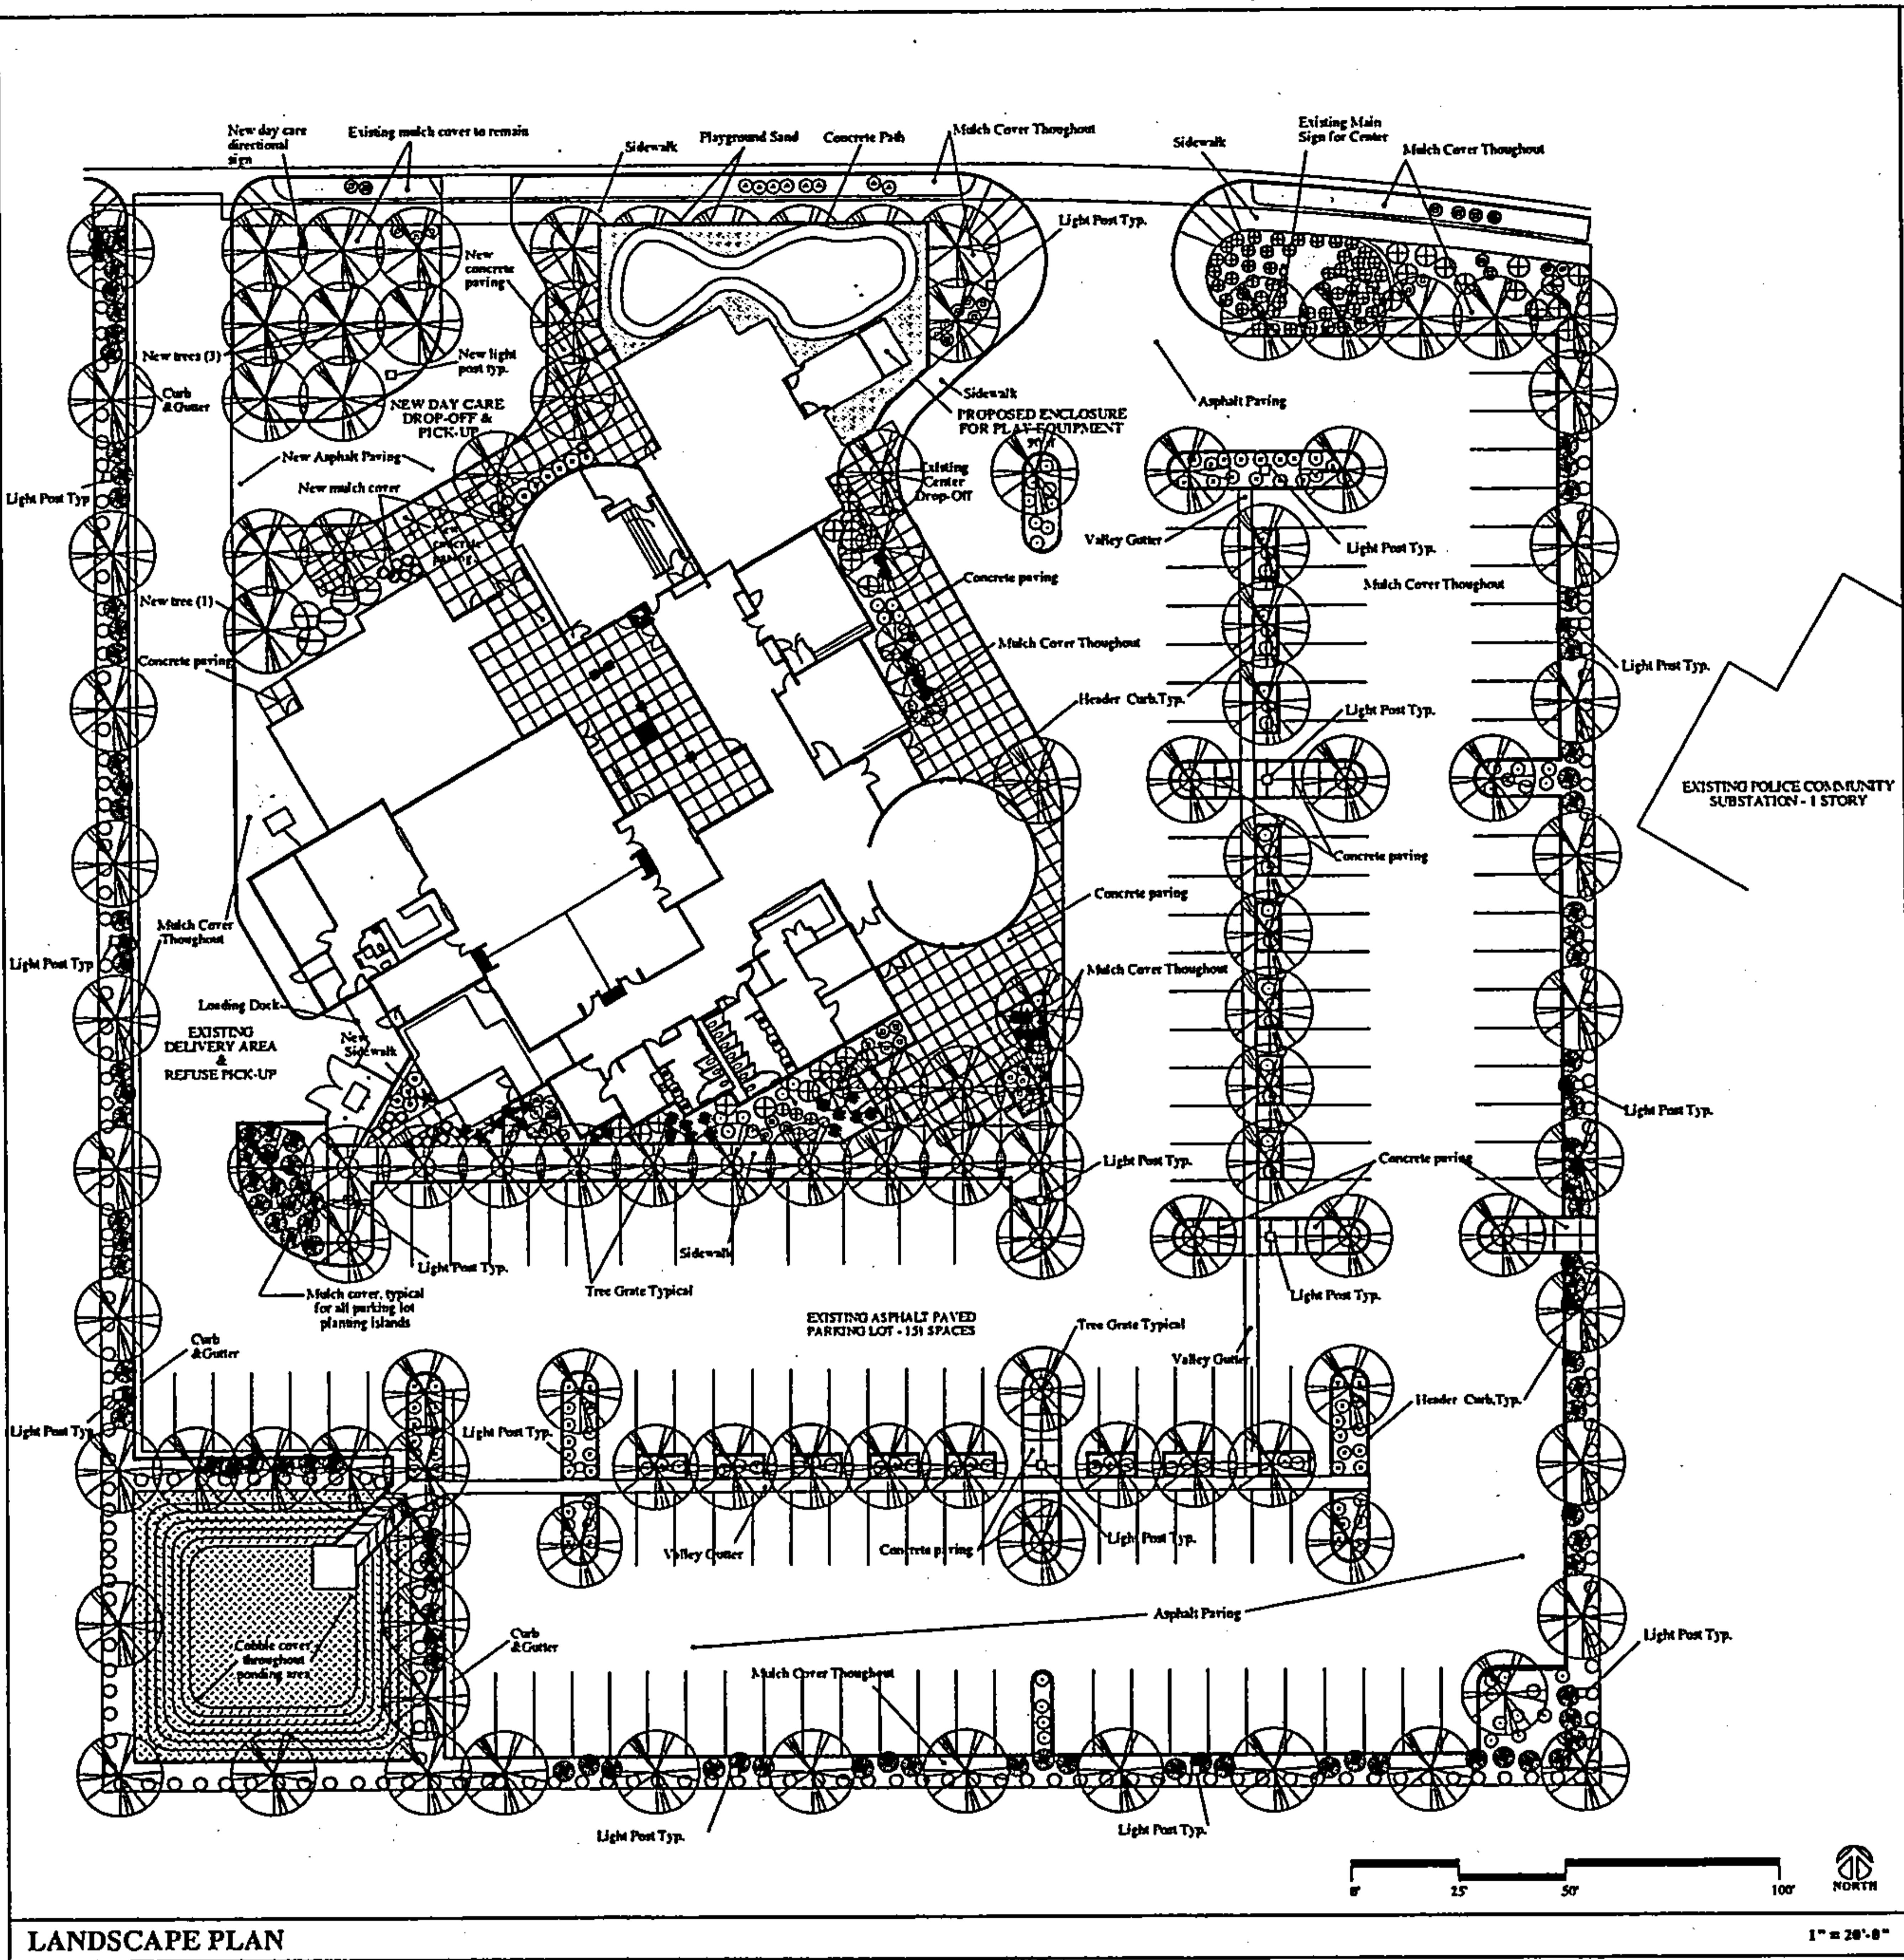 New day care
directional
sign
Existing mulch cover to remain
Sidewalk
Playground Sand
Concrete Path
Mulch Cover Thoughout
Sidewalk
Existing Main
Sign for Center
Mulch Cover Thoughout
Light Post Typ.
New
concrete
paving
New trees (3)
New light
post typ.
Curb
&Gutter
NEW DAY CARE
DROP-OFF &
PICK-UP
Sidewalk
PROPOSED ENCLOSURE
FOR PLAY EQUIPMENT
Asphalt Paving
New Asphalt Paving
Existing
Center
Drop-Off
New mulch cover
Light Post Typ
New
concrete
paving
Valley Gutter
Light Post Typ.
Concrete paving
Mulch Cover Thoughout
New tree (1)
Mulch Cover Thoughout
Concrete paving
Light Post Typ.
Header Curb.Typ.
Light Post Typ.
EXISTING POLICE COMMUNITY
SUBSTATION - 1 STORY
Concrete paving
Concrete paving
Mulch Cover
Thoughout
Light Post Typ
Mulch Cover Thoughout
Loading Dock
EXISTING
DELIVERY AREA
&
REFUSE PICK-UP
New
Sidewalk
Light Post Typ.
Light Post Typ.
Concrete paving
Sidewalk
Light Post Typ.
Tree Grate Typical
Mulch cover, typical
for all parking lot
planting islands
Light Post Typ.
EXISTING ASPHALT PAVED
PARKING LOT - 151 SPACES
Tree Grate Typical
Curb
&Gutter
Valley Gutter
Header Curb.Typ.
Light Post Typ.
Light Post Typ.
Valley Gutter
Concrete paving
Light Post Typ.
Asphalt Paving
Curb
&Gutter
Light Post Typ.
Cobble cover
throughout
ponding area
Mulch Cover Thoughout
Light Post Typ.
Light Post Typ.
0'
25'
50'
100'
NORTH
LANDSCAPE PLAN
1" = 20'-0"